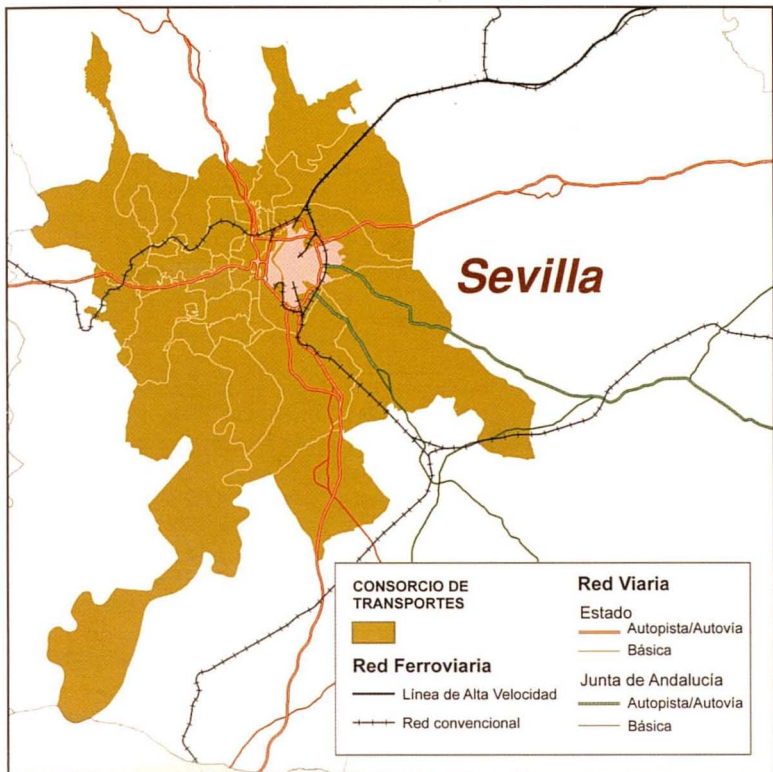 Sevilla
CONSORCIO DE
TRANSPORTES
Red Ferroviaria
Línea de Alta Velocidad
Red convencional
Red Viaria
Estado
Autopista/Autovía
Básica
Junta de Andalucía
Autopista/Autovía
Básica